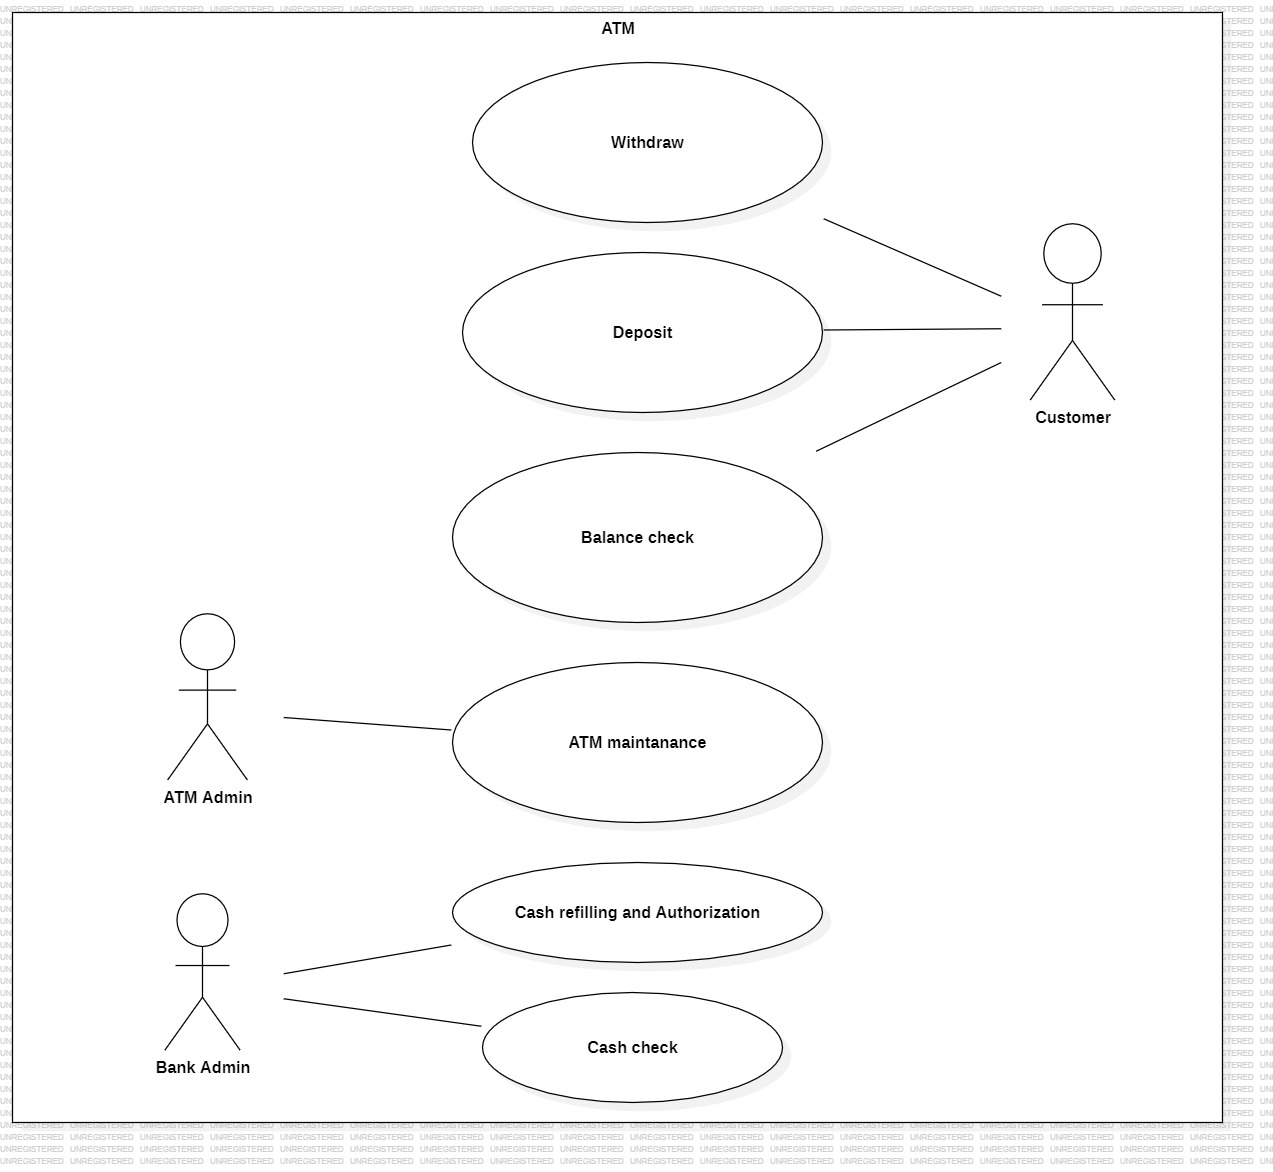 ATM
Withdraw
Deposit
Customer
Balance check
ATM maintanance
ATM Admin
Cash refilling and Authorization
Cash check
Bank Admin
UNREGISTERED UNREGISTERED UNREGISTERED UNREGISTERED UNREGISTERED UNREGISTERED UNREGISTERED UNREGISTERED UNREGISTERED UNREGISTERED UNREGISTERED UNREGISTERED UNREGISTERED UNREGISTERED UNREGISTERED UNREGISTERED UNREGISTERED UNREGISTERED